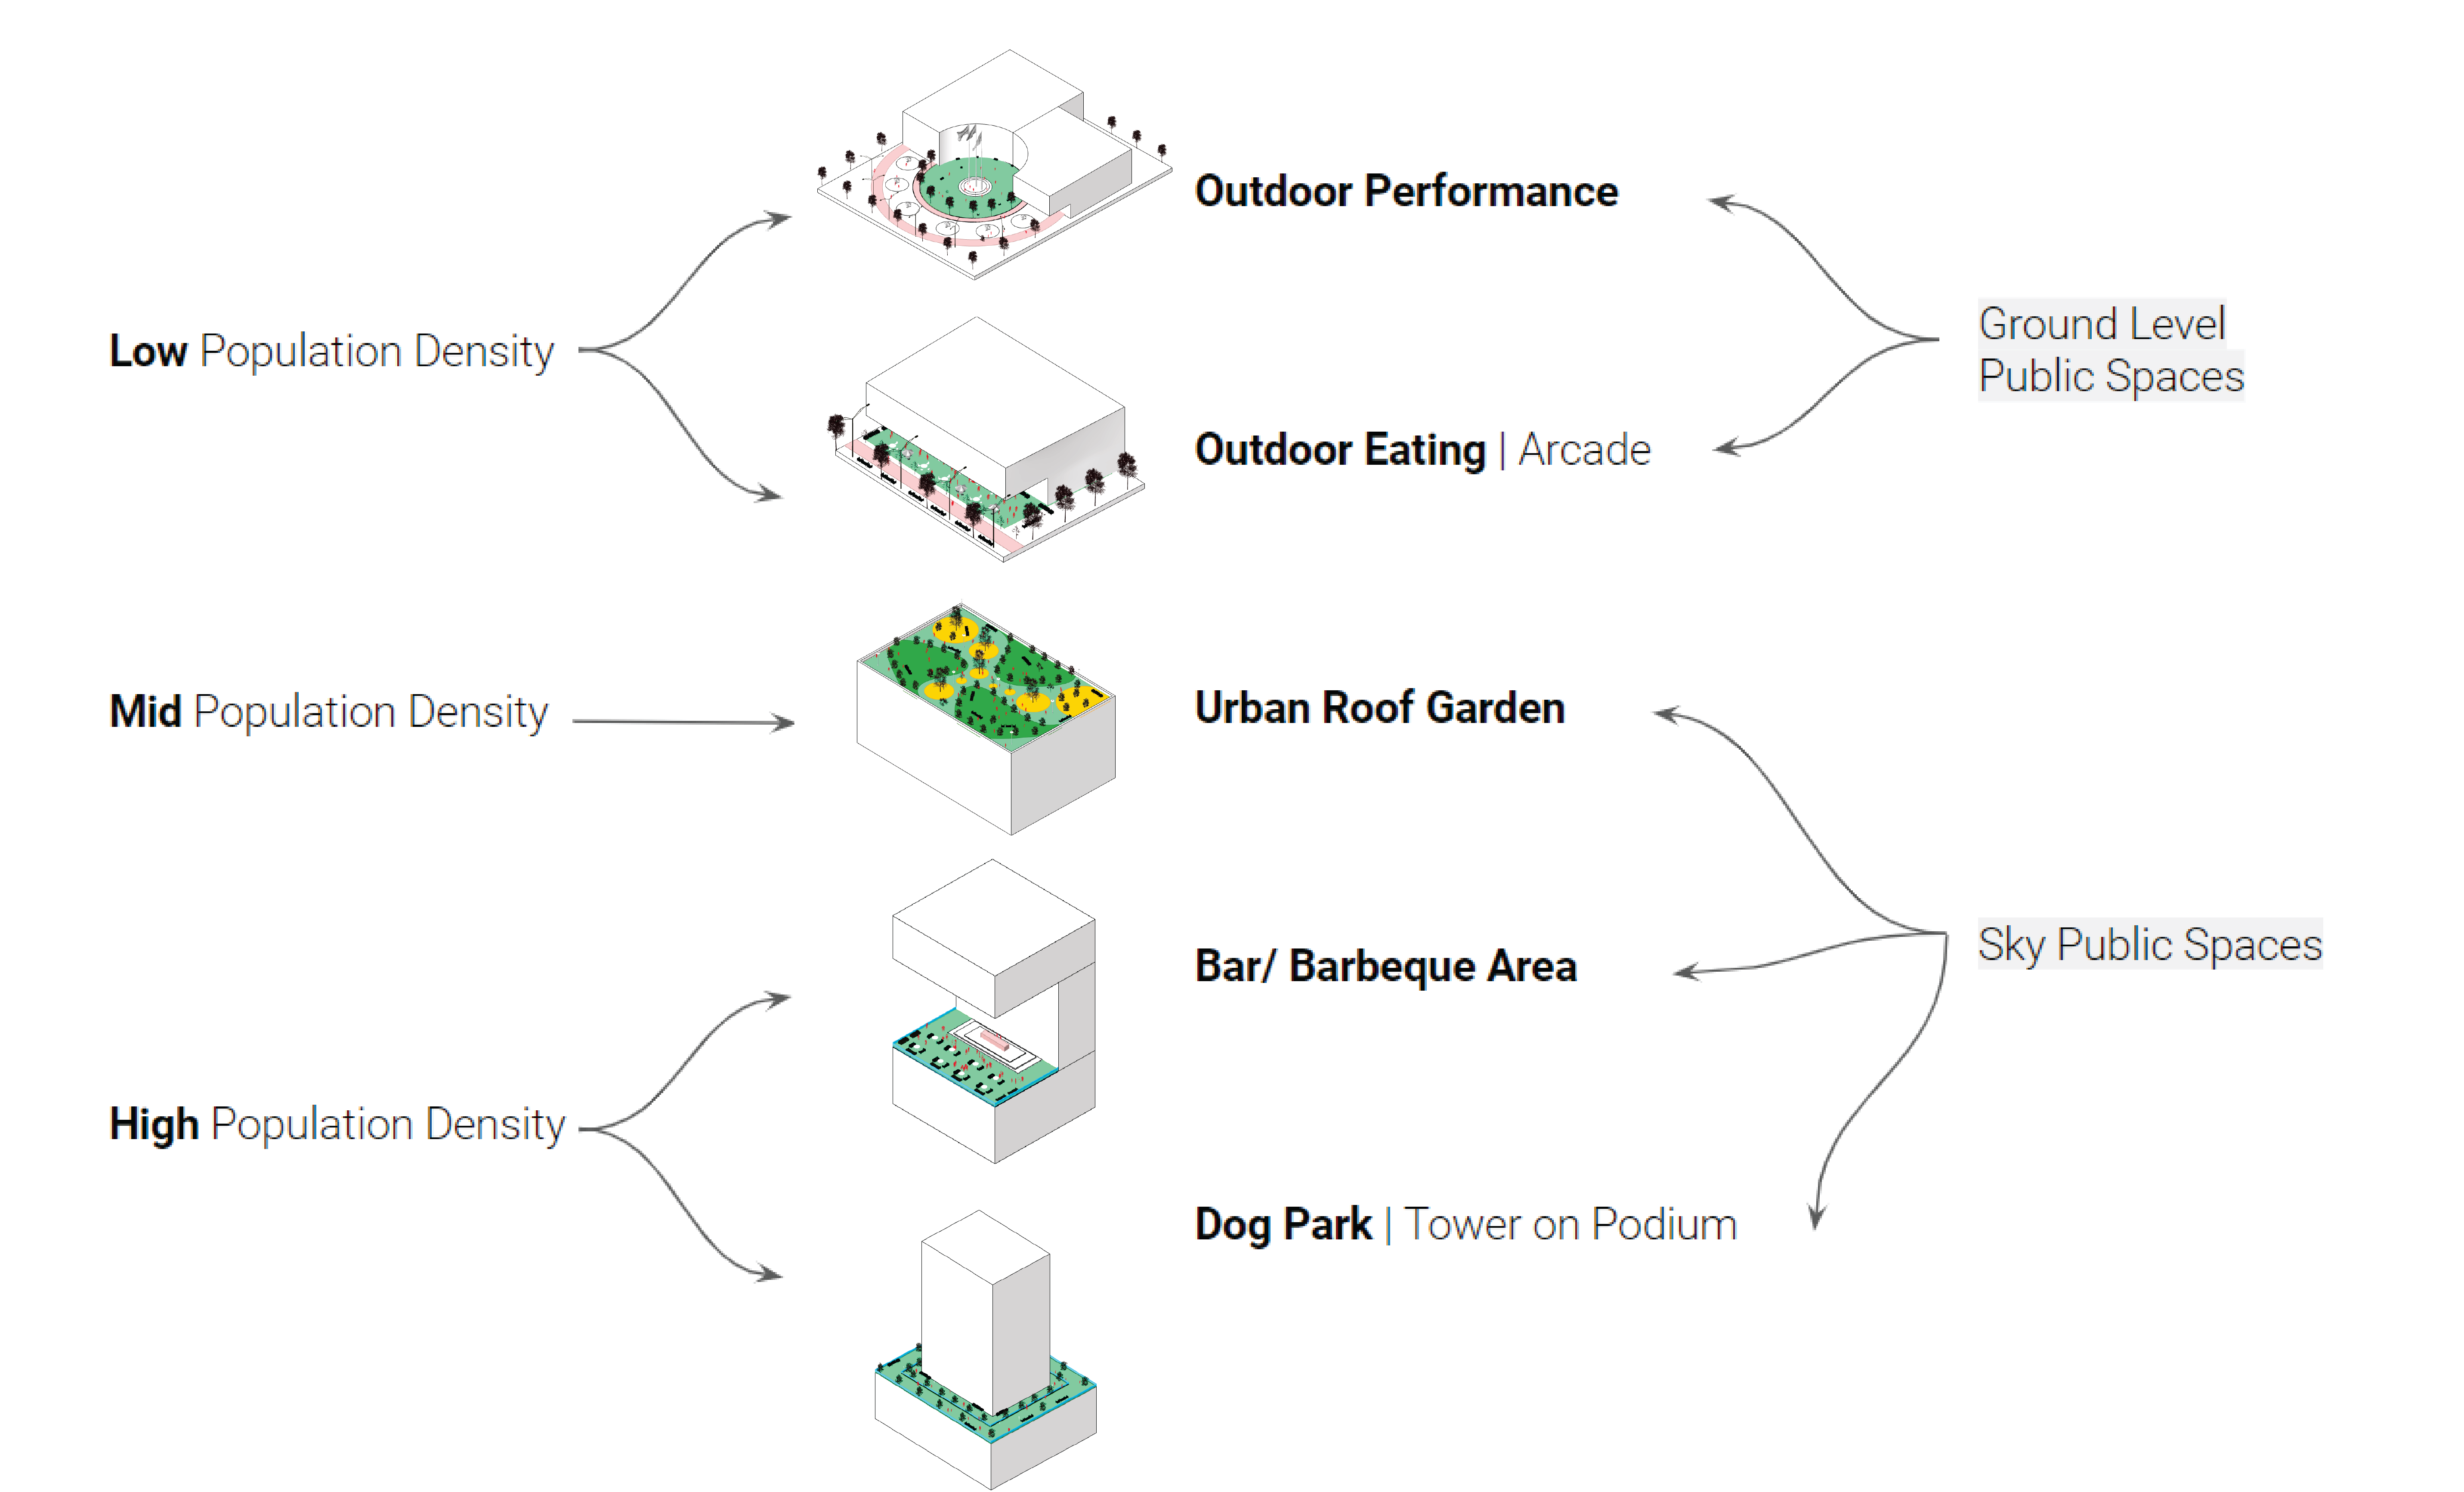 Outdoor Performance
Low Population Density
Ground Level
Public Spaces
Outdoor Eating | Arcade
Mid Population Density
Urban Roof Garden
Bar/ Barbeque Area
Sky Public Spaces
High Population Density
Dog Park | Tower on Podium